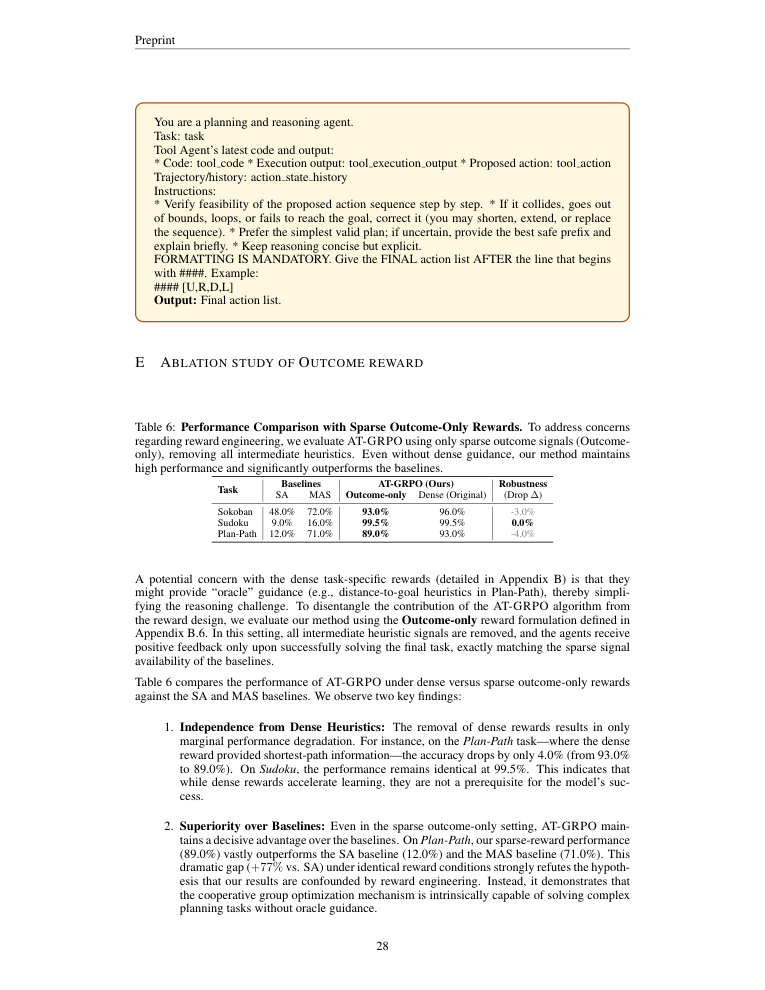 Preprint
You are a planning and reasoning agent.
Task: task
Tool Agent's latest code and output:
* Code: tool_code * Execution output: tool_execution_output * Proposed action: tool_action
Trajectory/history: action_state_history
Instructions:
* Verify feasibility of the proposed action sequence step by step. * If it collides, goes out
of bounds, loops, or fails to reach the goal, correct it (you may shorten, extend, or replace
the sequence). * Prefer the simplest valid plan; if uncertain, provide the best safe prefix and
explain briefly. * Keep reasoning concise but explicit.
FORMATTING IS MANDATORY. Give the FINAL action list AFTER the line that begins
with ####. Example:
#### [U,R,D,L]
Output: Final action list.
E ABLATION STUDY OF OUTCOME REWARD
Table 6: Performance Comparison with Sparse Outcome-Only Rewards. To address concerns
regarding reward engineering, we evaluate AT-GRPO using only sparse outcome signals (Outcome-
only), removing all intermediate heuristics. Even without dense guidance, our method maintains
high performance and significantly outperforms the baselines.
Task Baselines AT-GRPO (Ours) Robustness
SA MAS Outcome-only Dense (Original) (Drop Δ)
Sokoban 48.0% 72.0% 93.0% 96.0% -3.0%
Sudoku 9.0% 16.0% 99.5% 99.5% 0.0%
Plan-Path 12.0% 71.0% 89.0% 93.0% -4.0%
A potential concern with the dense task-specific rewards (detailed in Appendix B) is that they
might provide "oracle" guidance (e.g., distance-to-goal heuristics in Plan-Path), thereby simpli-
fying the reasoning challenge. To disentangle the contribution of the AT-GRPO algorithm from
the reward design, we evaluate our method using the Outcome-only reward formulation defined in
Appendix B.6. In this setting, all intermediate heuristic signals are removed, and the agents receive
positive feedback only upon successfully solving the final task, exactly matching the sparse signal
availability of the baselines.
Table 6 compares the performance of AT-GRPO under dense versus sparse outcome-only rewards
against the SA and MAS baselines. We observe two key findings:
1. Independence from Dense Heuristics: The removal of dense rewards results in only
marginal performance degradation. For instance, on the Plan-Path task—where the dense
reward provided shortest-path information—the accuracy drops by only 4.0% (from 93.0%
to 89.0%). On Sudoku, the performance remains identical at 99.5%. This indicates that
while dense rewards accelerate learning, they are not a prerequisite for the model's suc-
cess.
2. Superiority over Baselines: Even in the sparse outcome-only setting, AT-GRPO main-
tains a decisive advantage over the baselines. On Plan-Path, our sparse-reward performance
(89.0%) vastly outperforms the SA baseline (12.0%) and the MAS baseline (71.0%). This
dramatic gap (+77% vs. SA) under identical reward conditions strongly refutes the hypoth-
esis that our results are confounded by reward engineering. Instead, it demonstrates that
the cooperative group optimization mechanism is intrinsically capable of solving complex
planning tasks without oracle guidance.
28